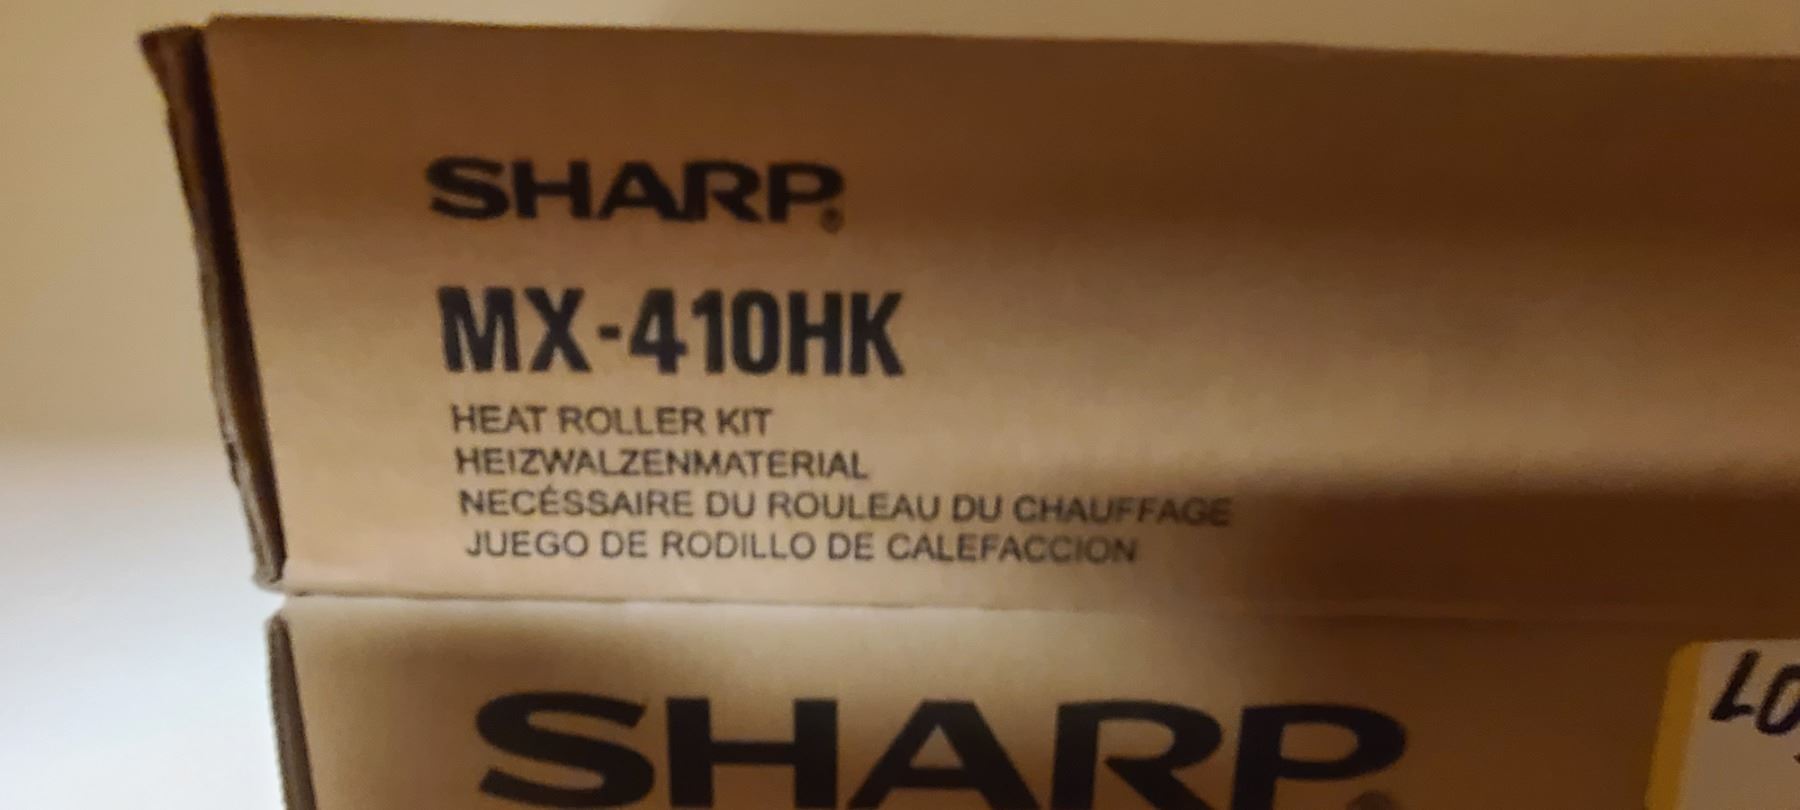 SHARP®
MX-410HK
HEAT ROLLER KIT
HEIZWALZENMATERIAL
NECÉSSAIRE DU ROULEAU DU CHAUFFAGE
JUEGO DE RODILLO DE CALEFACCION
SHARP®